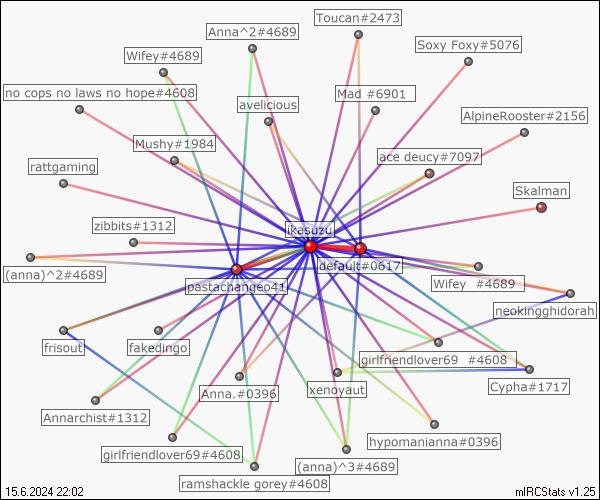 Toucan#2473
Anna^2#4689
Soxy Foxy#5076
Wifey#4689
no cops no laws no hope#4608
Mad #6901
avelicious
AlpineRooster#2156
Mushy#1984
ace deucy#7097
rattgaming
Skalman
zibbits#1312
ikasuzu
default#0617
(anna)^2#4689
pastachangeo41
Wifey #4689
neokingghidorah
frisout
fakedingo
girlfriendlover69 #4608
Anna.#0396
xenoyaut
Cypha#1717
Annarchist#1312
hypomanianna#0396
girlfriendlover69#4608
(anna)^3#4689
ramshackle gorey#4608
15.6.2024 22:02
mIRCStats v1.25